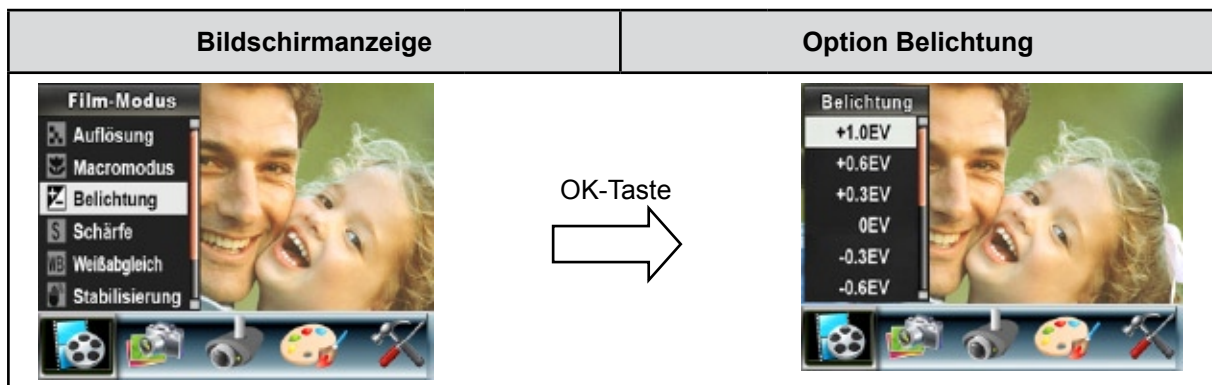 Bildschirmanzeige
Option Belichtung
Film-Modus
Auflösung
Macromodus
Belichtung
S Schärfe
WB Weißabgleich
Stabilisierung
OK-Taste
Belichtung
+1.0EV
+0.6EV
+0.3EV
0EV
-0.3EV
-0.6EV